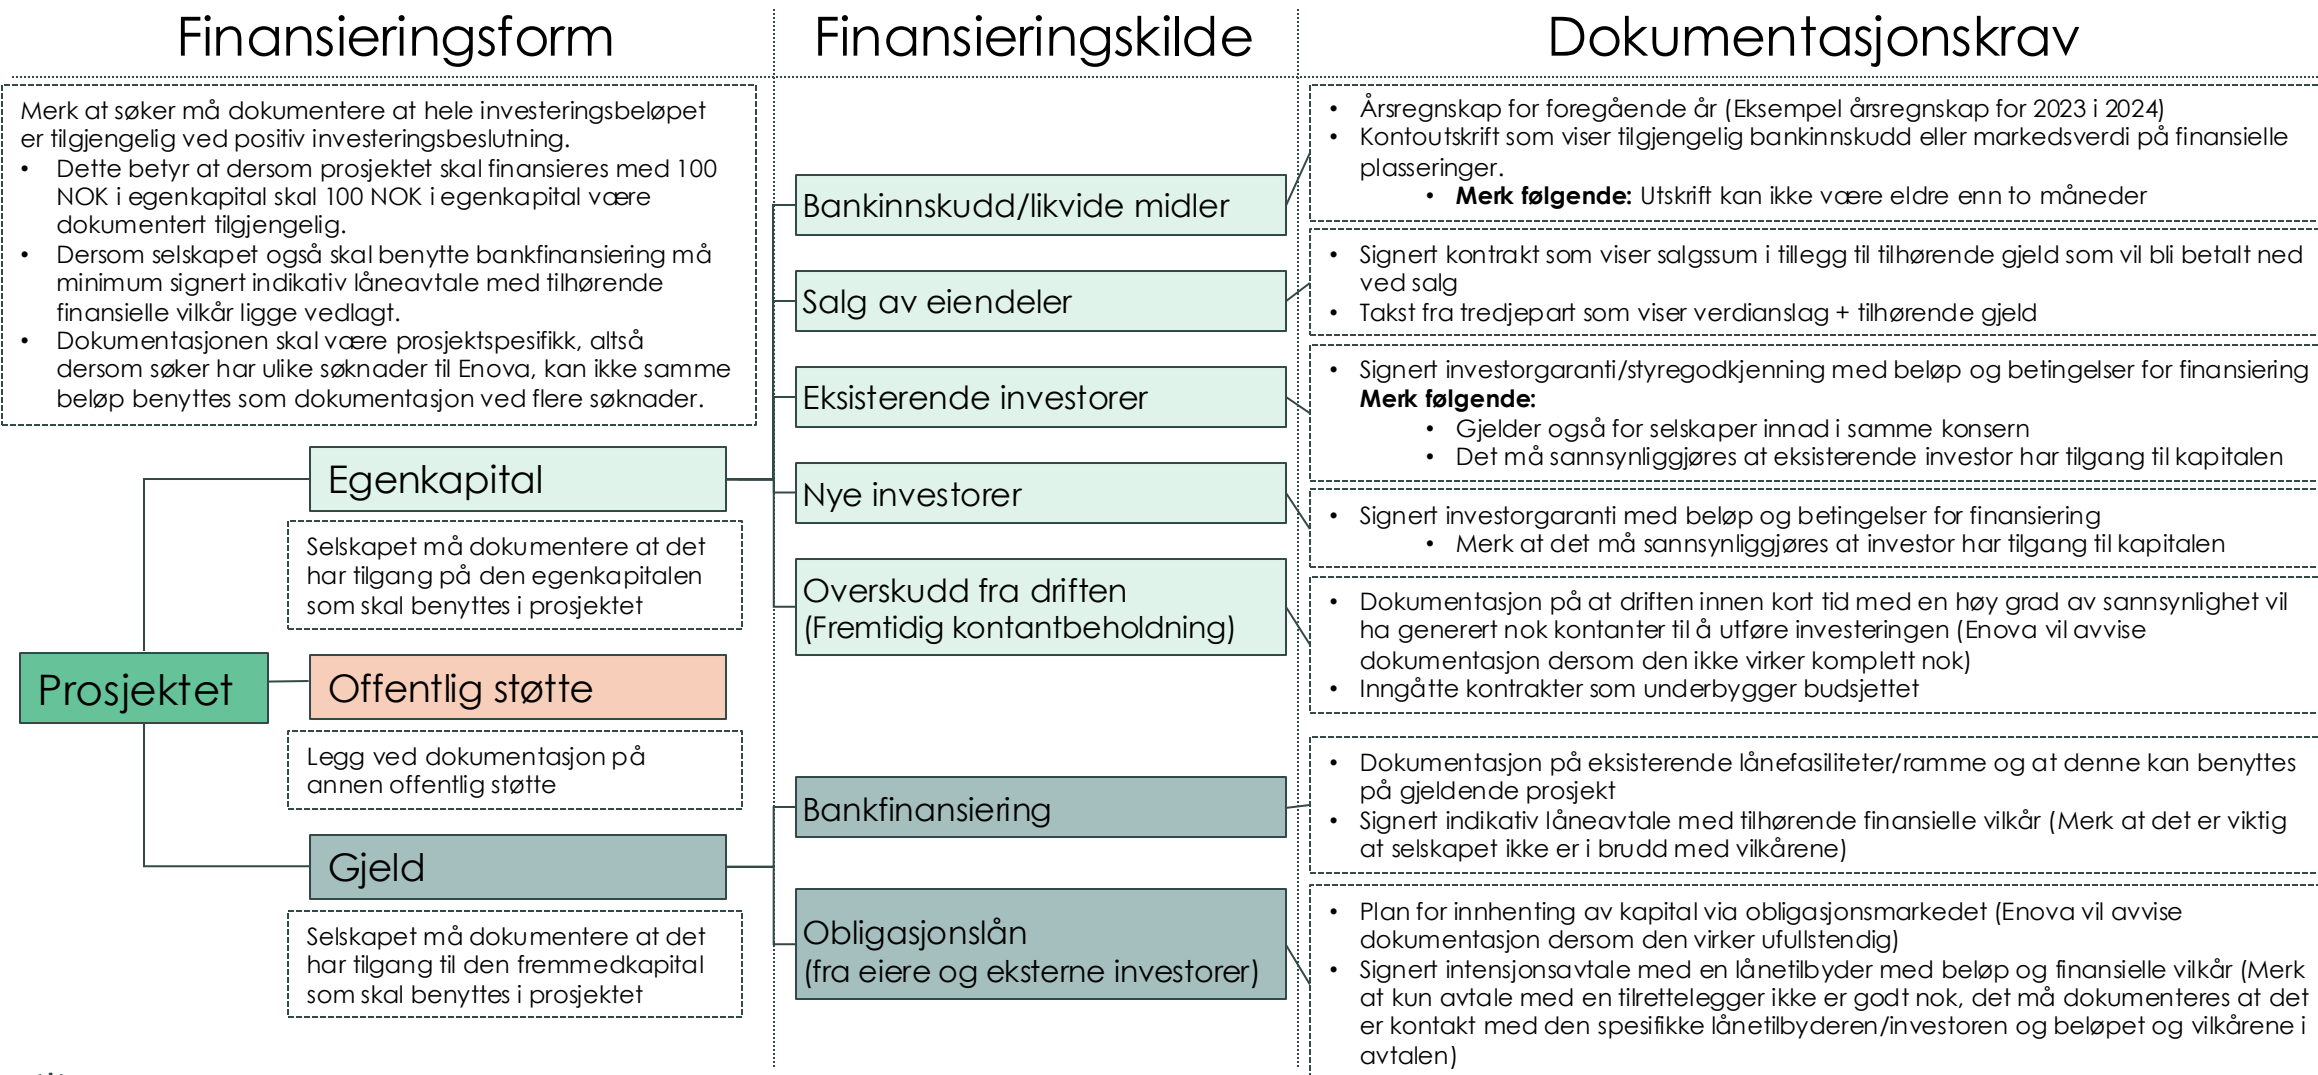 Finansieringsform
Finansieringskilde
Dokumentasjonskrav
Merk at søker må dokumentere at hele investeringsbeløpet
er tilgjengelig ved positiv investeringsbeslutning.
• Dette betyr at dersom prosjektet skal finansieres med 100
NOK i egenkapital skal 100 NOK i egenkapital være
dokumentert tilgjengelig.
• Dersom selskapet også skal benytte bankfinansiering må
minimum signert indikativ låneavtale med tilhørende
finansielle vilkår ligge vedlagt.
• Dokumentasjonen skal være prosjektspesifikk, altså
dersom søker har ulike søknader til Enova, kan ikke samme
beløp benyttes som dokumentasjon ved flere søknader.
Prosjektet
Egenkapital
Selskapet må dokumentere at det
har tilgang på den egenkapitalen
som skal benyttes i prosjektet
Offentlig støtte
Legg ved dokumentasjon på
annen offentlig støtte
Gjeld
Selskapet må dokumentere at det
har tilgang til den fremmedkapital
som skal benyttes i prosjektet
Bankinnskudd/likvide midler
Salg av eiendeler
Eksisterende investorer
Nye investorer
Overskudd fra driften
(Fremtidig kontantbeholdning)
Bankfinansiering
Obligasjonslån
(fra eiere og eksterne investorer)
• Årsregnskap for foregående år (Eksempel årsregnskap for 2023 i 2024)
• Kontoutskrift som viser tilgjengelig bankinnskudd eller markedsverdi på finansielle
plasseringer.
• Merk følgende: Utskrift kan ikke være eldre enn to måneder
• Signert kontrakt som viser salgssum i tillegg til tilhørende gjeld som vil bli betalt ned
ved salg
• Takst fra tredjepart som viser verdianslag + tilhørende gjeld
• Signert investorgaranti/styregodkjenning med beløp og betingelser for finansiering
Merk følgende:
• Gjelder også for selskaper innad i samme konsern
• Det må sannsynliggjøres at eksisterende investor har tilgang til kapitalen
• Signert investorgaranti med beløp og betingelser for finansiering
• Merk at det må sannsynliggjøres at investor har tilgang til kapitalen
• Dokumentasjon på at driften innen kort tid med en høy grad av sannsynlighet vil
ha generert nok kontanter til å utføre investeringen (Enova vil avvise
dokumentasjon dersom den ikke virker komplett nok)
• Inngåtte kontrakter som underbygger budsjettet
• Dokumentasjon på eksisterende lånefasiliteter/ramme og at denne kan benyttes
på gjeldende prosjekt
• Signert indikativ låneavtale med tilhørende finansielle vilkår (Merk at det er viktig
at selskapet ikke er i brudd med vilkårene)
• Plan for innhenting av kapital via obligasjonsmarkedet (Enova vil avvise
dokumentasjon dersom den virker ufullstendig)
• Signert intensjonsavtale med en lånetilbyder med beløp og finansielle vilkår (Merk
at kun avtale med en tilrettelegger ikke er godt nok, det må dokumenteres at det
er kontakt med den spesifikke lånetilbyderen/investoren og beløpet og vilkårene i
avtalen)